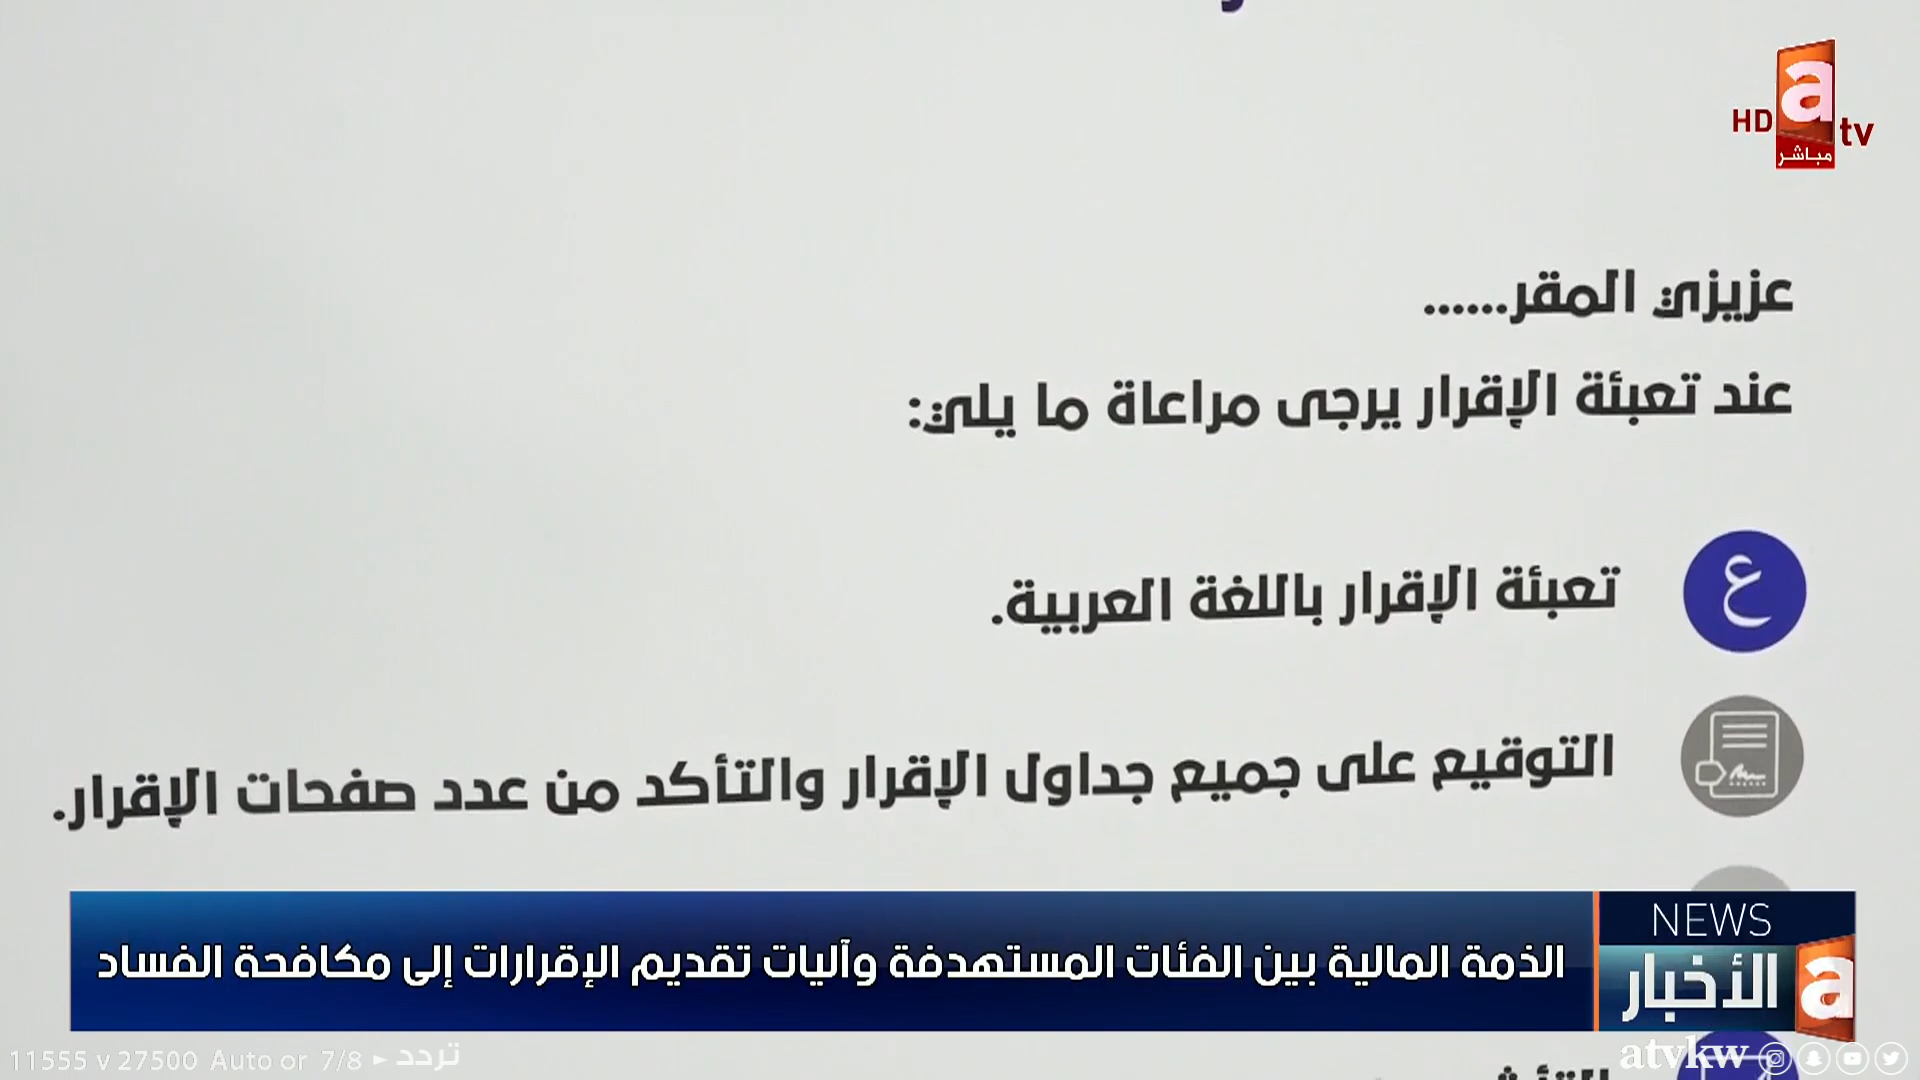 HD a tv
مباشر
عزيزي المقر......
عند تعبئة الإقرار يرجى مراعاة ما يلي:
ع
تعبئة الإقرار باللغة العربية.
التوقيع على جميع جداول الإقرار والتأكد من عدد صفحات الإقرار.
NEWS
الأخبار a
الذمة المالية بين الفئات المستهدفة وآليات تقديم الإقرارات إلى مكافحة الفساد
تردد ► 11555 v 27500 Auto or 7/8
atvkw